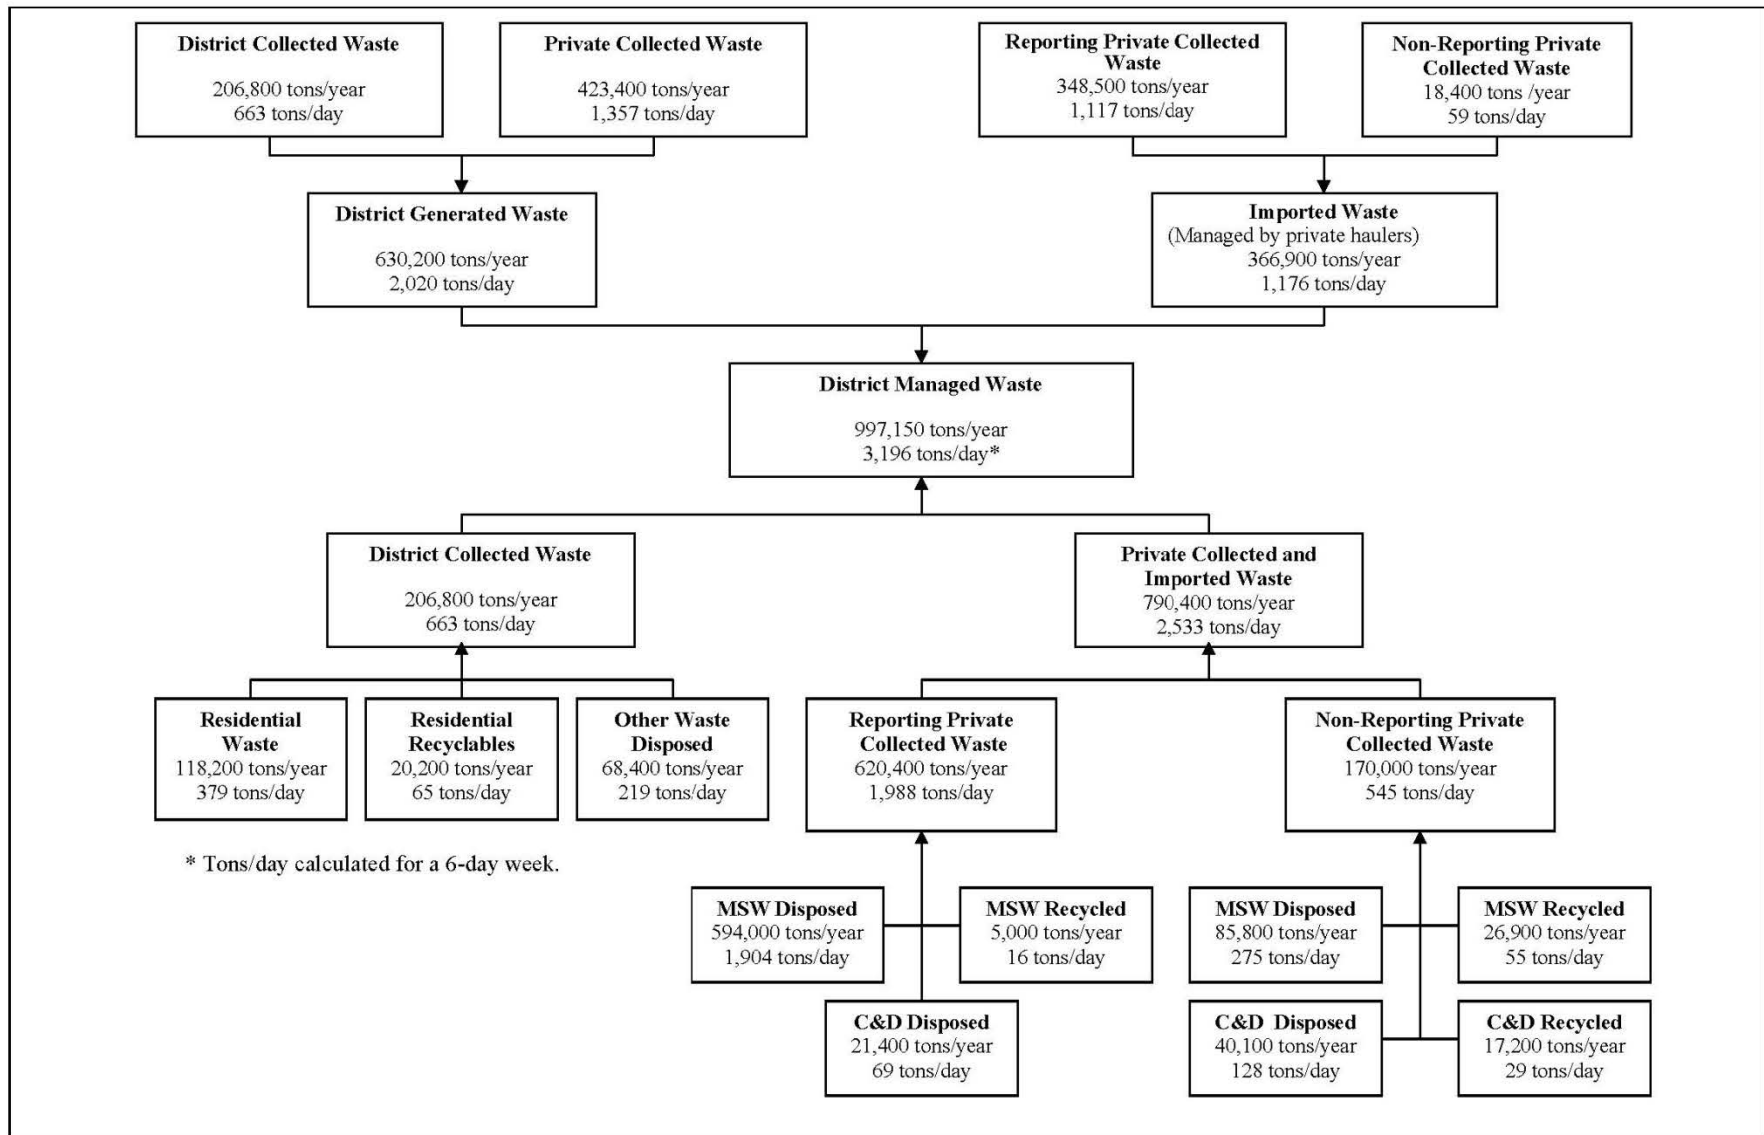 District Collected Waste
206,800 tons/year
663 tons/day
Private Collected Waste
423,400 tons/year
1,357 tons/day
Reporting Private Collected
Waste
348,500 tons/year
1,117 tons/day
Non-Reporting Private
Collected Waste
18,400 tons /year
59 tons/day
District Generated Waste
630,200 tons/year
2,020 tons/day
Imported Waste
(Managed by private haulers)
366,900 tons/year
1,176 tons/day
District Managed Waste
997,150 tons/year
3,196 tons/day*
District Collected Waste
206,800 tons/year
663 tons/day
Private Collected and
Imported Waste
790,400 tons/year
2,533 tons/day
Residential
Waste
118,200 tons/year
379 tons/day
Residential
Recyclables
20,200 tons/year
65 tons/day
Other Waste
Disposed
68,400 tons/year
219 tons/day
Reporting Private
Collected Waste
620,400 tons/year
1,988 tons/day
Non-Reporting Private
Collected Waste
170,000 tons/year
545 tons/day
* Tons/day calculated for a 6-day week.
MSW Disposed
594,000 tons/year
1,904 tons/day
MSW Recycled
5,000 tons/year
16 tons/day
MSW Disposed
85,800 tons/year
275 tons/day
MSW Recycled
26,900 tons/year
55 tons/day
C&D Disposed
21,400 tons/year
69 tons/day
C&D Disposed
40,100 tons/year
128 tons/day
C&D Recycled
17,200 tons/year
29 tons/day